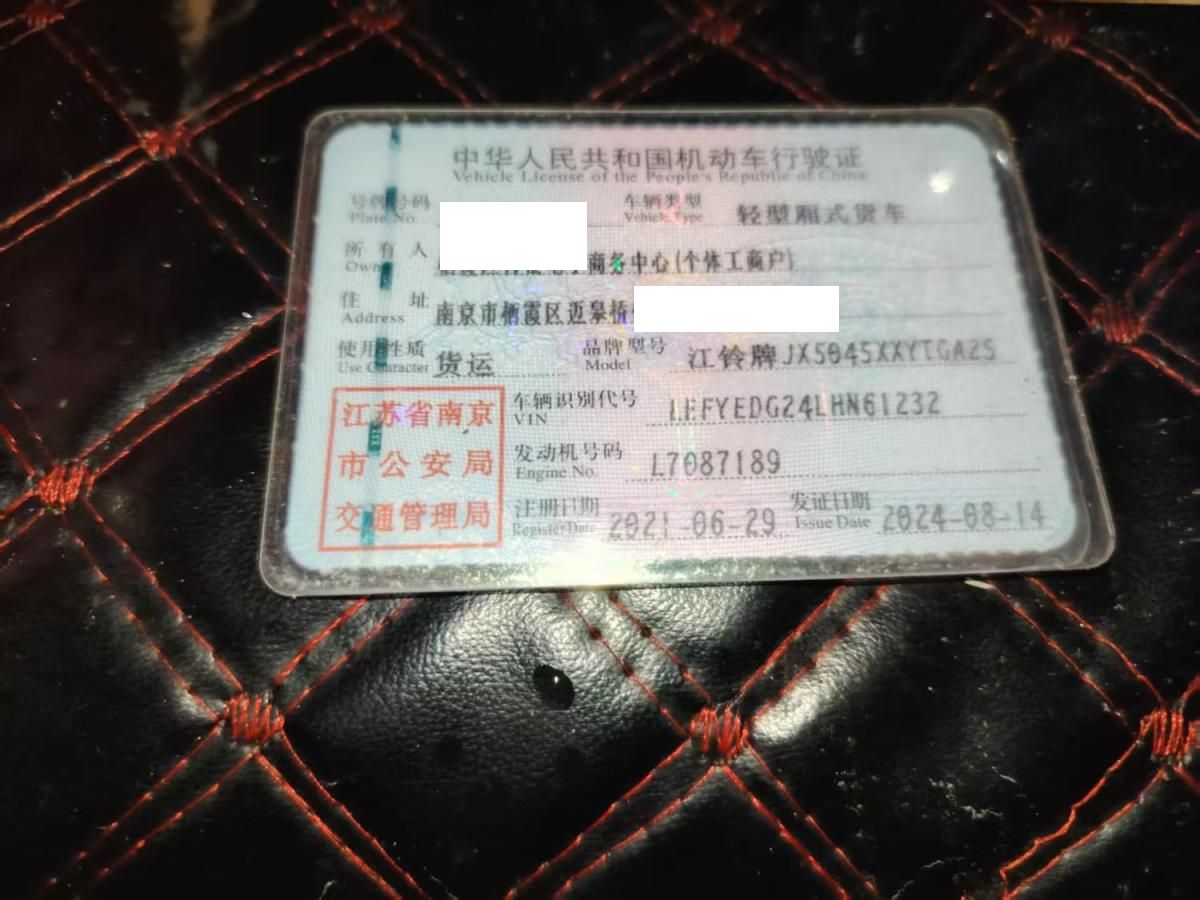 中华人民共和国机动车行驶证
Vehicle License of the People's Republic of China
号牌号码 车辆类型 轻型厢式货车
Plate No. Vehicle Type
所有人 商务中心(个体工商户)
Owner
住址 南京市栖霞区迈皋桥
Address
使用性质 货运 品牌型号 江铃牌JX5045XXYTGA25
Use Character Model
江苏省南京
市公安局
交通管理局
车辆识别代号 LEFYEDG24LHN61232
VIN
发动机号码 L7087189
Engine No.
注册日期 2021-06-29 发证日期 2024-08-14
Register Date Issue Date